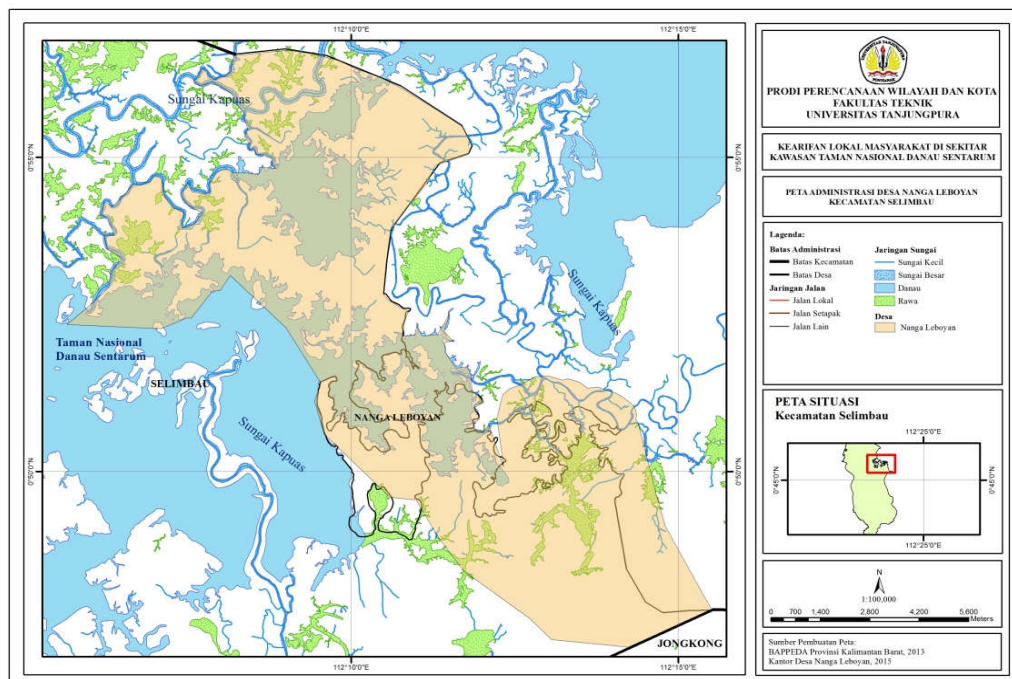 112°10'0"E
112°15'0"E
Sungai Kapuas
0°55'0"N
0°55'0"N
Sungai Kapuas
Taman Nasional
Danau Sentarum
SELIMBAU
NANGA LEBOYAN
Sungai Kapuas
0°50'0"N
0°50'0"N
JONGKONG
112°10'0"E
112°15'0"E
UNIVERSITAS TANJUNGPURA
PONTIANAK
PRODI PERENCANAAN WILAYAH DAN KOTA
FAKULTAS TEKNIK
UNIVERSITAS TANJUNGPURA
KEARIFAN LOKAL MASYARAKAT DI SEKITAR
KAWASAN TAMAN NASIONAL DANAU SENTARUM
PETA ADMINISTRASI DESA NANGA LEBOYAN
KECAMATAN SELIMBAU
Lagenda:
Batas Administrasi
Batas Kecamatan
Batas Desa
Jaringan Jalan
Jalan Lokal
Jalan Setapak
Jalan Lain
Jaringan Sungai
Sungai Kecil
Sungai Besar
Danau
Rawa
Desa
Nanga Leboyan
PETA SITUASI
Kecamatan Selimbau
112°25'0"E
0°45'0"N
0°45'0"N
112°25'0"E
N
1:100,000
0 700 1,400 2,800 4,200 5,600
Meters
Sumber Pembuatan Peta:
BAPPEDA Provinsi Kalimantan Barat, 2013
Kantor Desa Nanga Leboyan, 2015